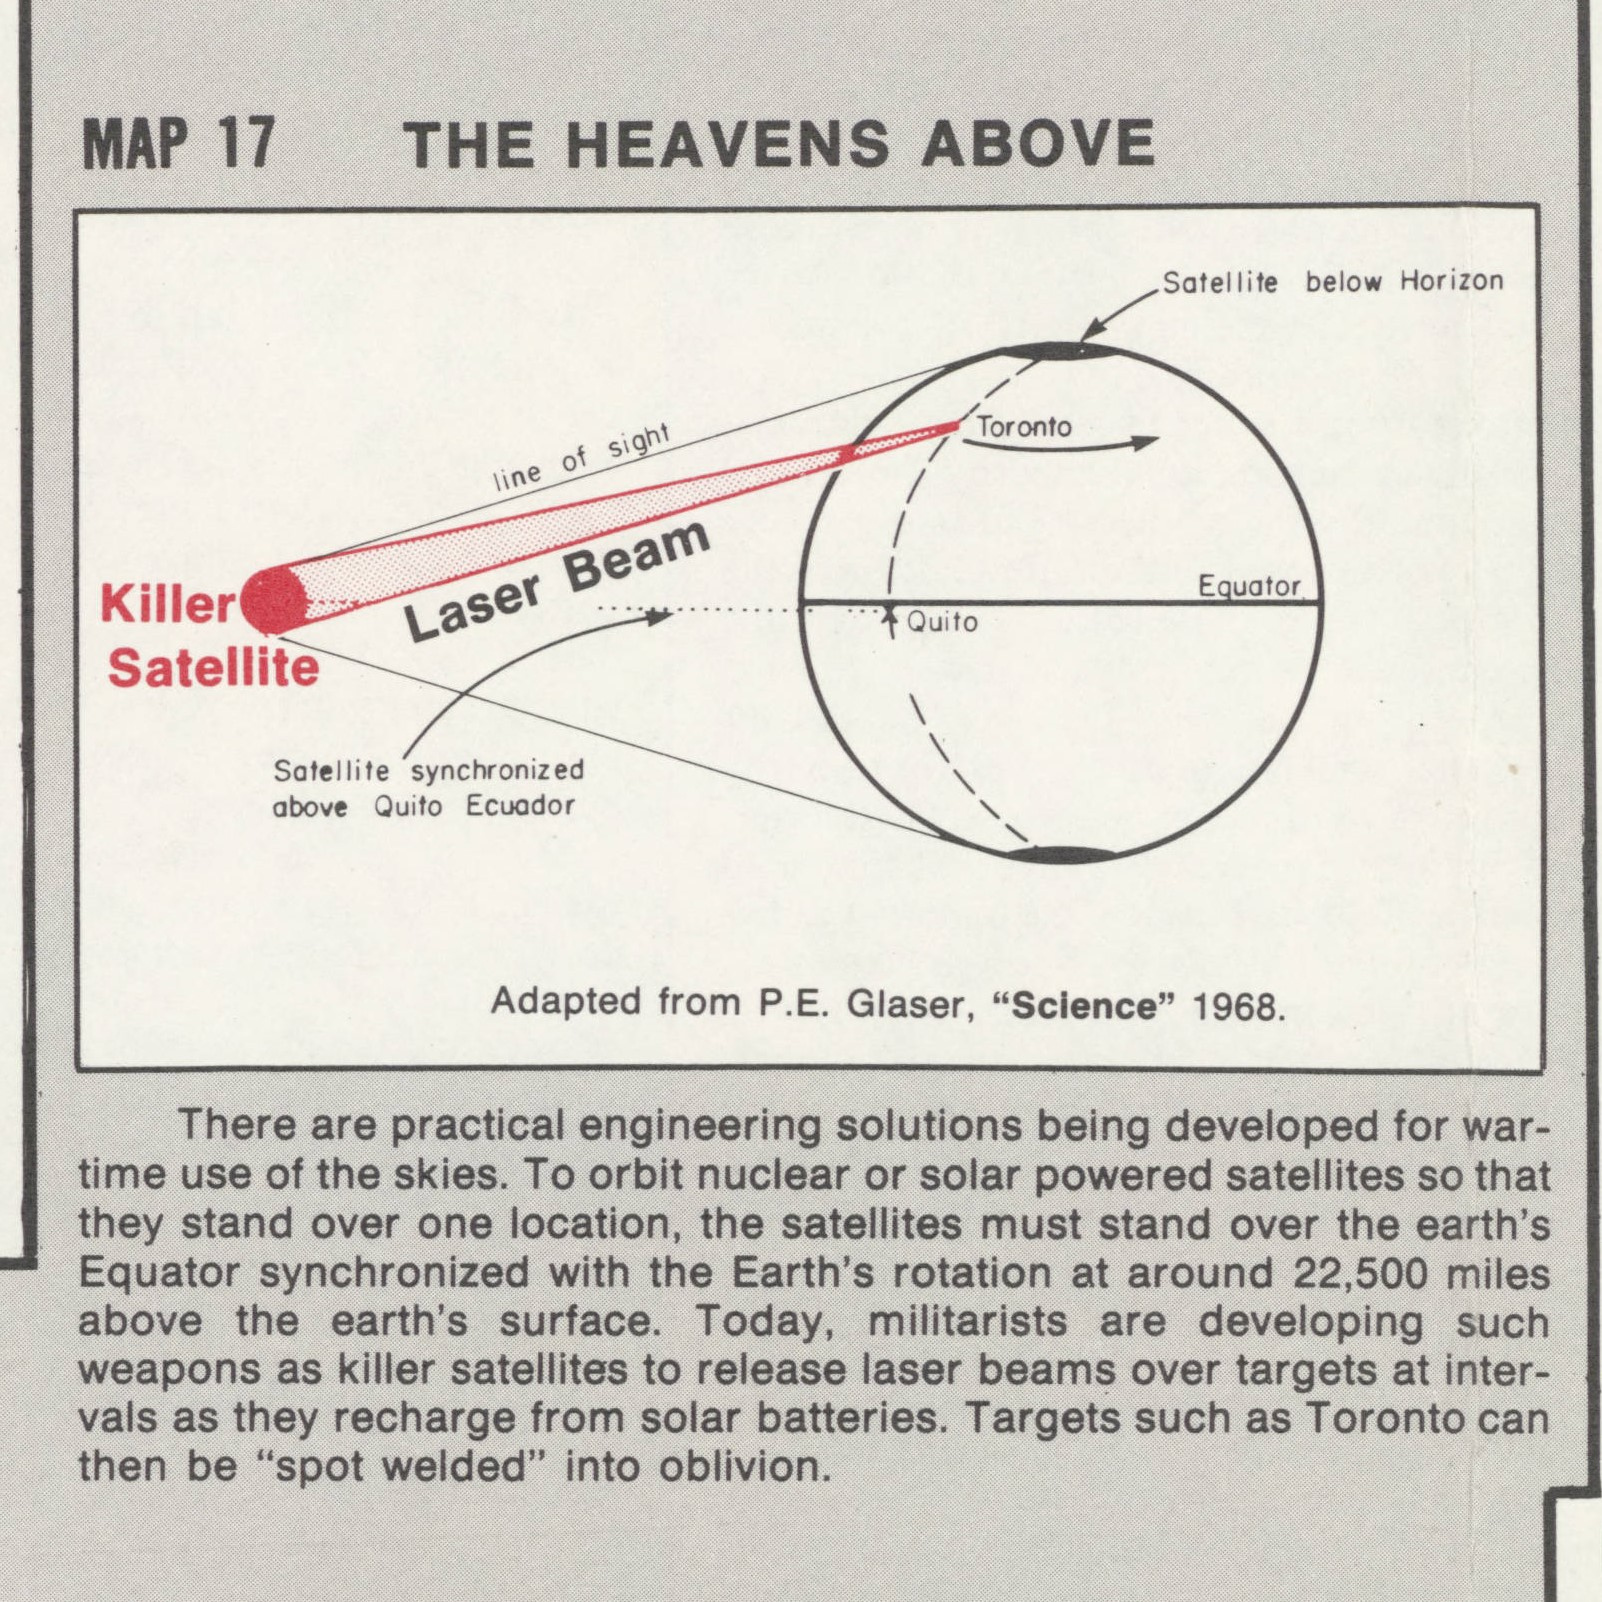 MAP 17 THE HEAVENS ABOVE
Satellite below Horizon
line of sight
Toronto
Laser Beam
Killer
Satellite
Equator
Quito
Satellite synchronized
above Quito Ecuador
Adapted from P.E. Glaser, “Science” 1968.
There are practical engineering solutions being developed for war-
time use of the skies. To orbit nuclear or solar powered satellites so that
they stand over one location, the satellites must stand over the earth's
Equator synchronized with the Earth's rotation at around 22,500 miles
above the earth's surface. Today, militarists are developing such
weapons as killer satellites to release laser beams over targets at inter-
vals as they recharge from solar batteries. Targets such as Toronto can
then be “spot welded” into oblivion.